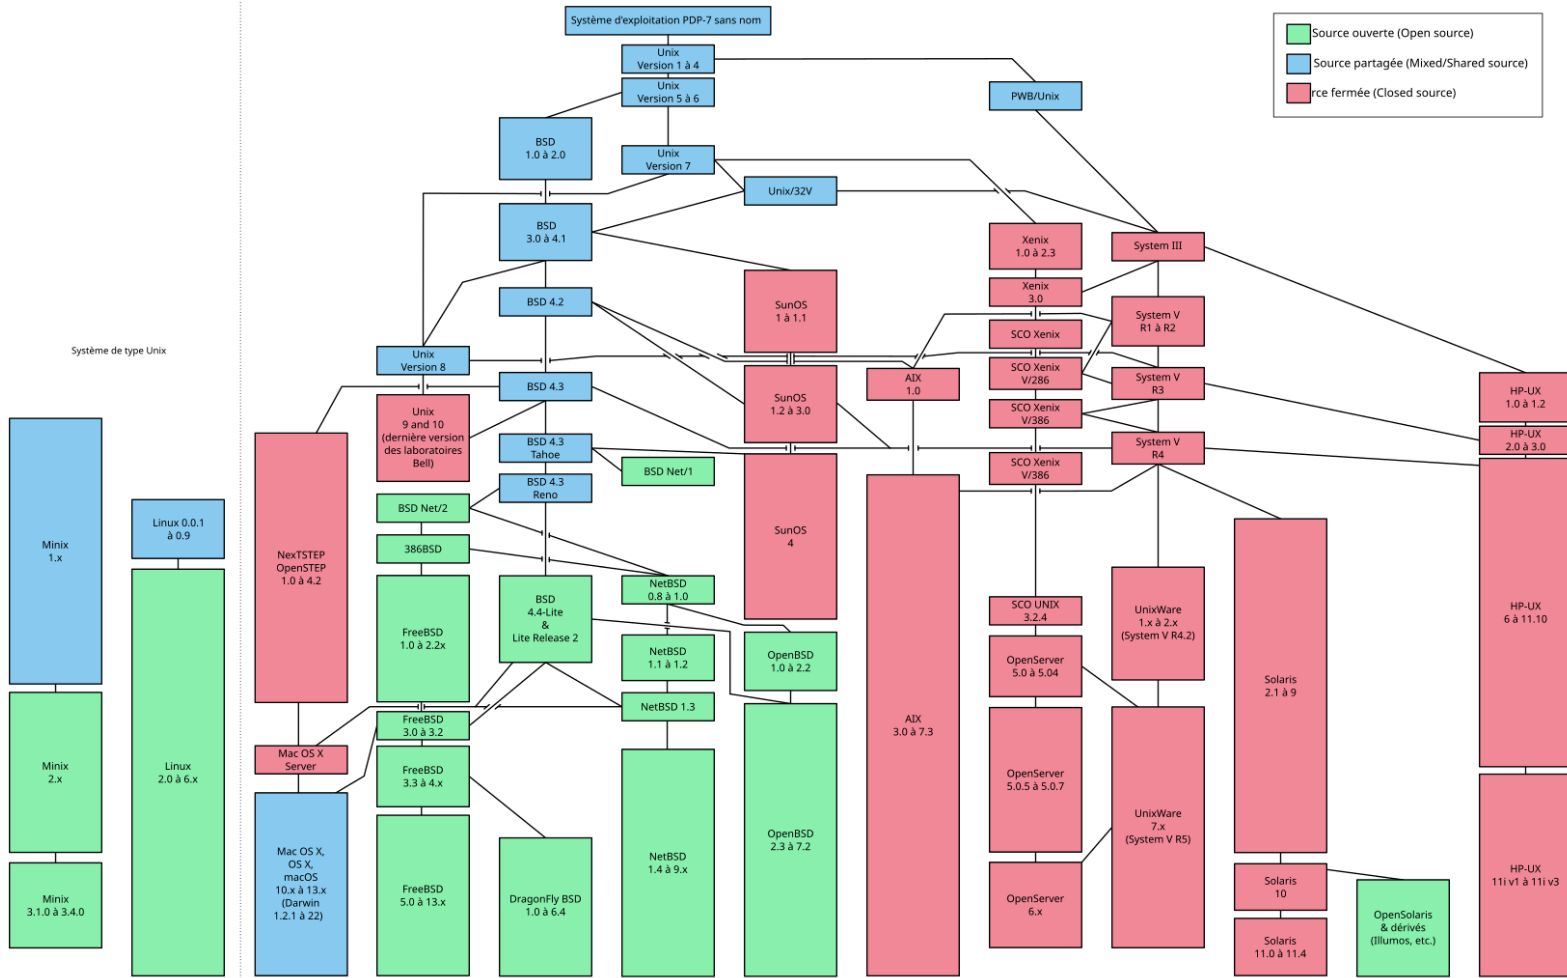 Système d'exploitation PDP-7 sans nom
Source ouverte (Open source)
Source partagée (Mixed/Shared source)
rce fermée (Closed source)
Unix
Version 1 à 4
Unix
Version 5 à 6
PWB/Unix
BSD
1.0 à 2.0
Unix
Version 7
Unix/32V
BSD
3.0 à 4.1
Xenix
1.0 à 2.3
System III
Xenix
3.0
BSD 4.2
SunOS
1 à 1.1
System V
R1 à R2
SCO Xenix
Système de type Unix
Unix
Version 8
SCO Xenix
V/286
BSD 4.3
AIX
1.0
System V
R3
SunOS
1.2 à 3.0
HP-UX
1.0 à 1.2
SCO Xenix
V/386
Unix
9 and 10
(dernière version
des laboratoires
Bell)
BSD 4.3
Tahoe
System V
R4
HP-UX
2.0 à 3.0
BSD Net/1
SCO Xenix
V/386
BSD 4.3
Reno
BSD Net/2
Linux 0.0.1
à 0.9
Minix
1.x
386BSD
SunOS
4
NexTSTEP
OpenSTEP
1.0 à 4.2
NetBSD
0.8 à 1.0
BSD
4.4-Lite
&
Lite Release 2
SCO UNIX
3.2.4
UnixWare
1.x à 2.x
(System V R4.2)
HP-UX
6 à 11.10
FreeBSD
1.0 à 2.2x
NetBSD
1.1 à 1.2
OpenBSD
1.0 à 2.2
OpenServer
5.0 à 5.04
Solaris
2.1 à 9
NetBSD 1.3
FreeBSD
3.0 à 3.2
AIX
3.0 à 7.3
Mac OS X
Server
Minix
2.x
Linux
2.0 à 6.x
FreeBSD
3.3 à 4.x
OpenServer
5.0.5 à 5.0.7
UnixWare
7.x
(System V R5)
OpenBSD
2.3 à 7.2
NetBSD
1.4 à 9.x
Mac OS X,
OS X,
macOS
10.x à 13.x
(Darwin
1.2.1 à 22)
FreeBSD
5.0 à 13.x
DragonFly BSD
1.0 à 6.4
Minix
3.1.0 à 3.4.0
OpenServer
6.x
Solaris
10
HP-UX
11i v1 à 11i v3
OpenSolaris
& dérivés
(Illumos, etc.)
Solaris
11.0 à 11.4